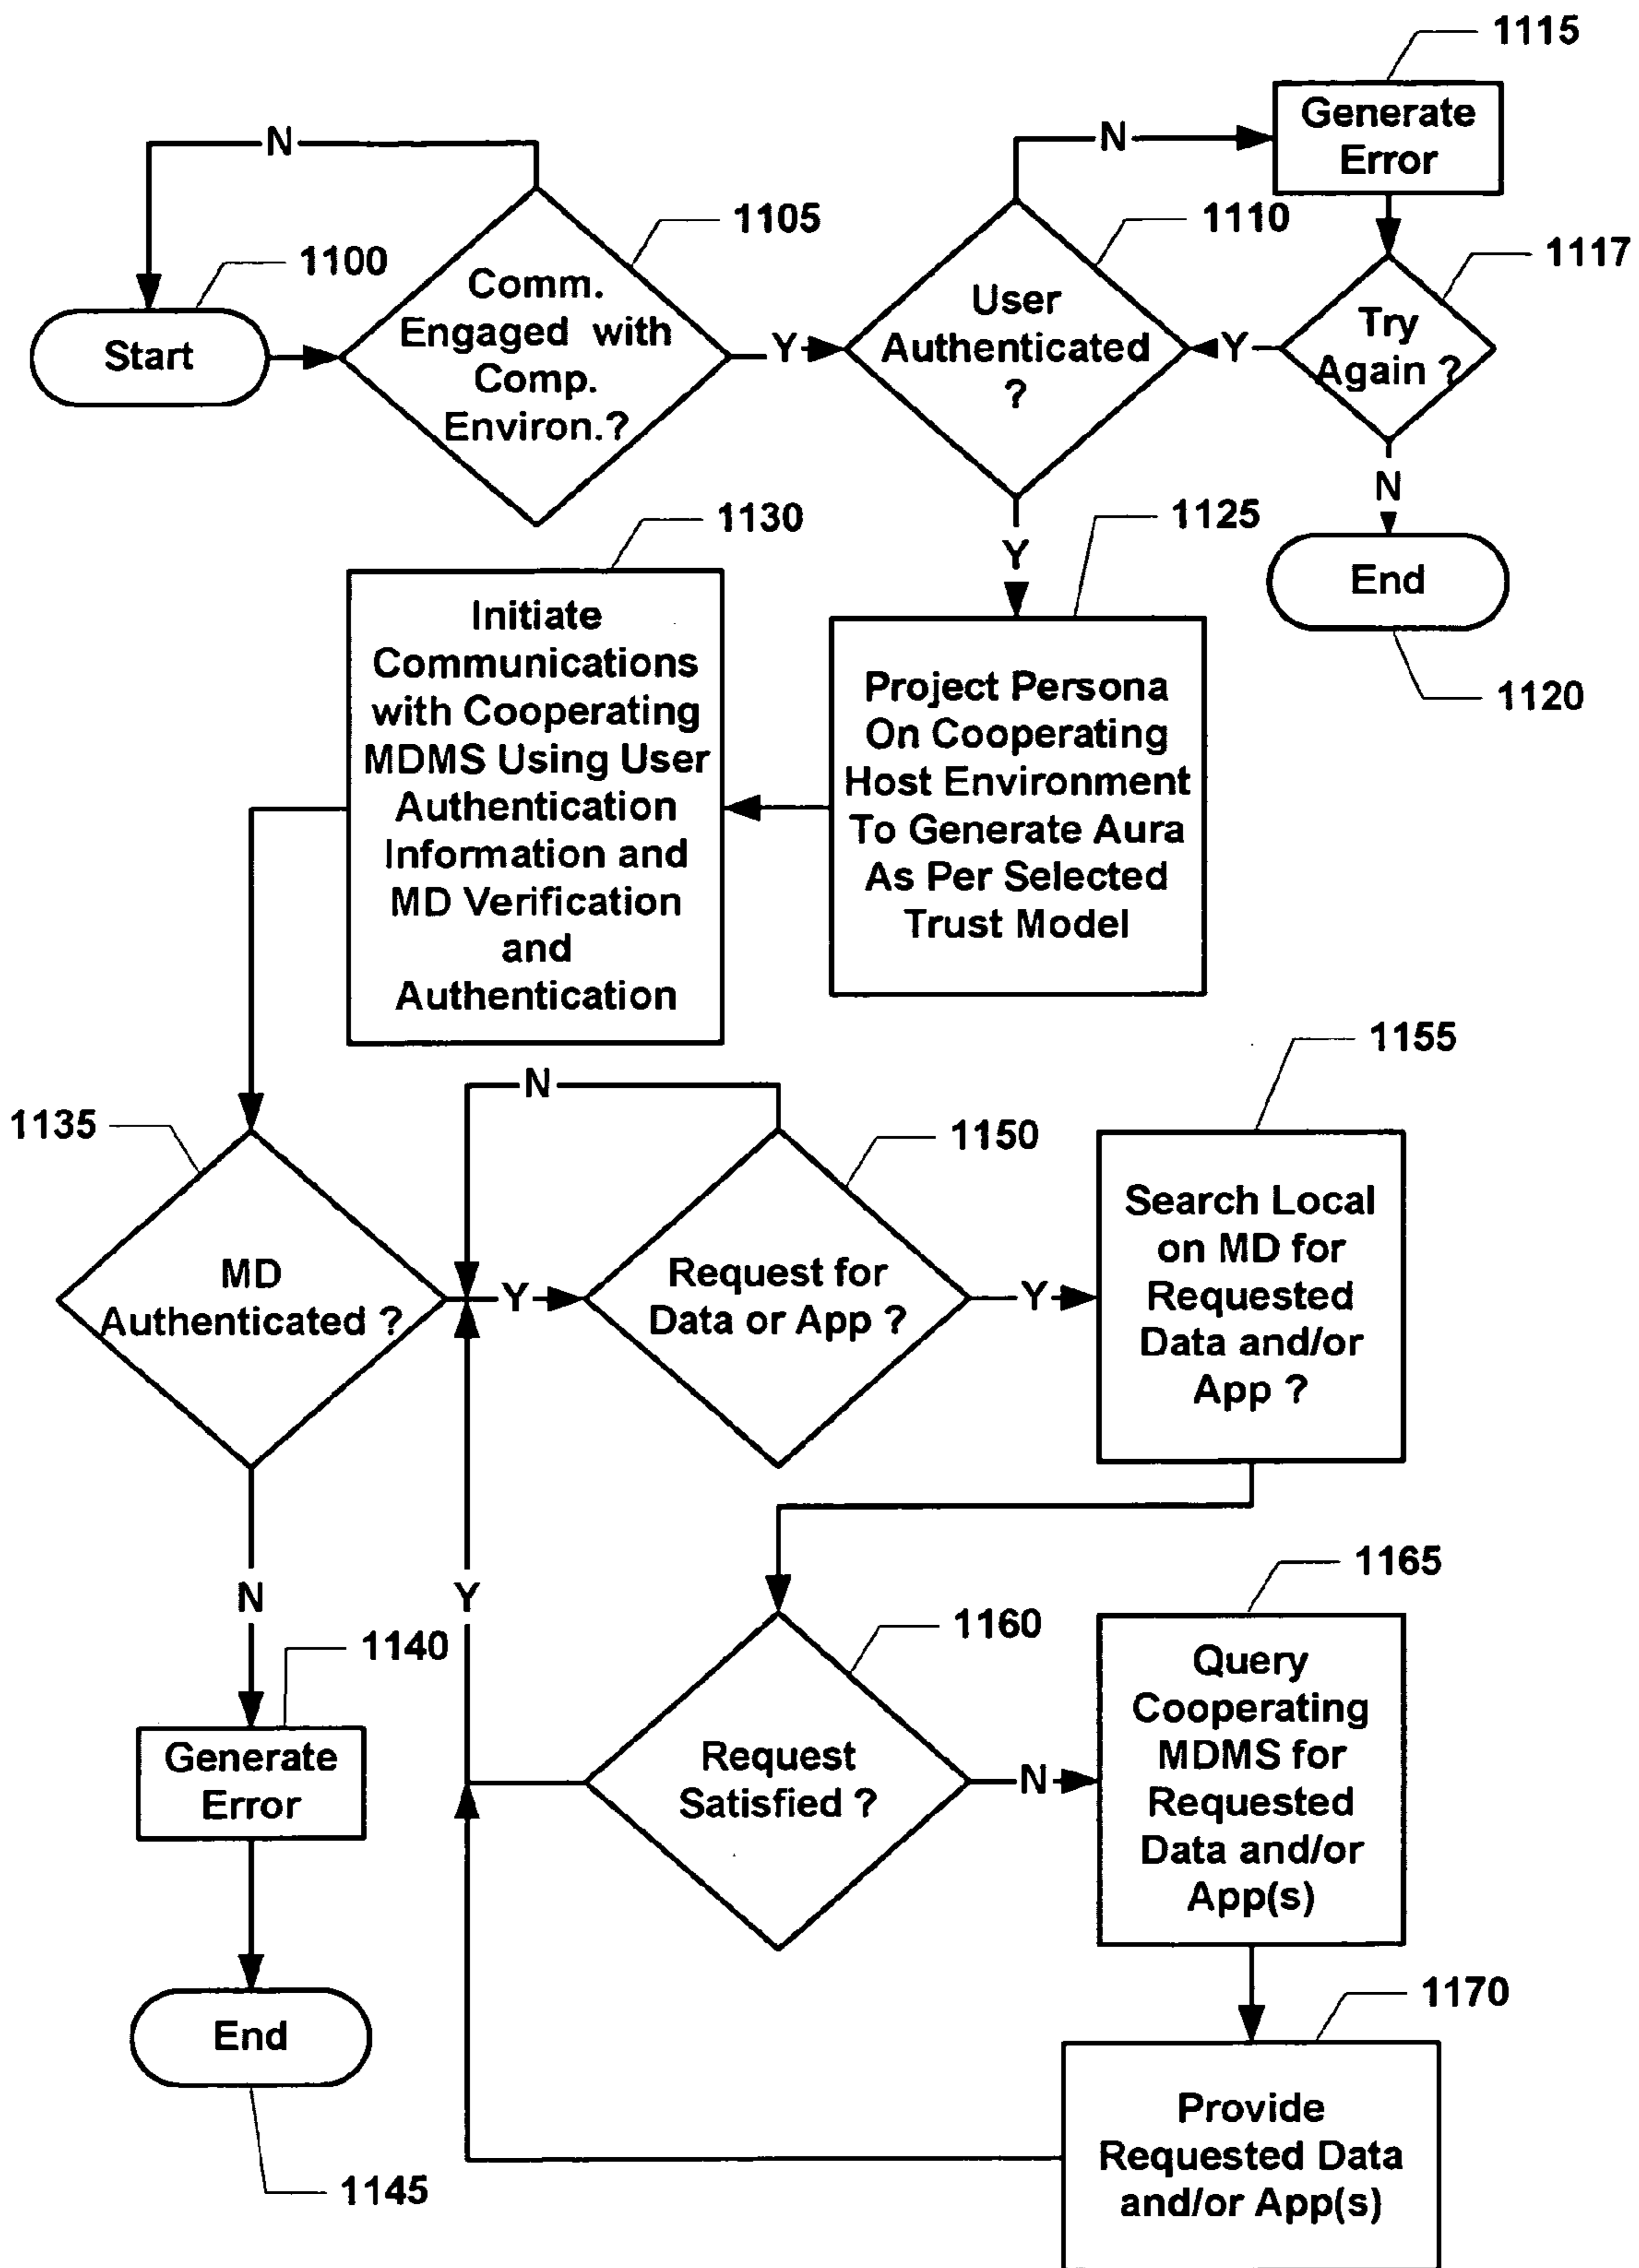 1115
Generate
Error
N
N
1105
1110
1117
1100
Comm.
Engaged with
Comp.
Environ.?
User
Authenticated
?
Try
Again ?
Start
Y
Y
N
1130
1125
Y
End
1120
Initiate
Communications
with Cooperating
MDMS Using User
Authentication
Information and
MD Verification
and
Authentication
Project Persona
On Cooperating
Host Environment
To Generate Aura
As Per Selected
Trust Model
1155
N
1135
1150
MD
Authenticated ?
Y
Request for
Data or App ?
Y
Search Local
on MD for
Requested
Data and/or
App ?
N
Y
1165
1160
1140
Generate
Error
Request
Satisfied ?
N
Query
Cooperating
MDMS for
Requested
Data and/or
App(s)
1170
End
1145
Provide
Requested Data
and/or App(s)